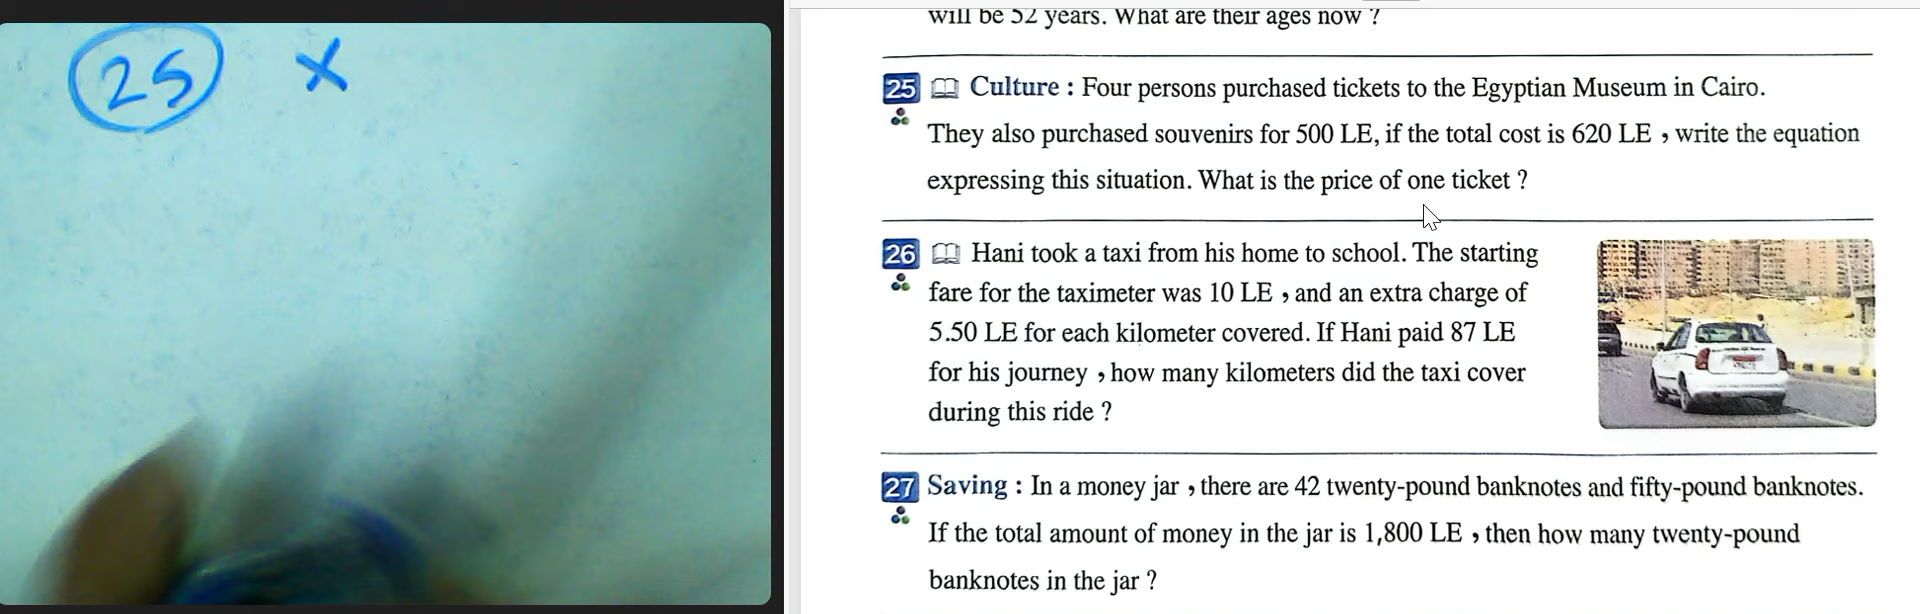 25 x
will be 52 years. What are their ages now ?
25 Culture : Four persons purchased tickets to the Egyptian Museum in Cairo.
They also purchased souvenirs for 500 LE, if the total cost is 620 LE , write the equation
expressing this situation. What is the price of one ticket ?
26 Hani took a taxi from his home to school. The starting
fare for the taximeter was 10 LE , and an extra charge of
5.50 LE for each kilometer covered. If Hani paid 87 LE
for his journey , how many kilometers did the taxi cover
during this ride ?
27 Saving : In a money jar , there are 42 twenty-pound banknotes and fifty-pound banknotes.
If the total amount of money in the jar is 1,800 LE , then how many twenty-pound
banknotes in the jar ?